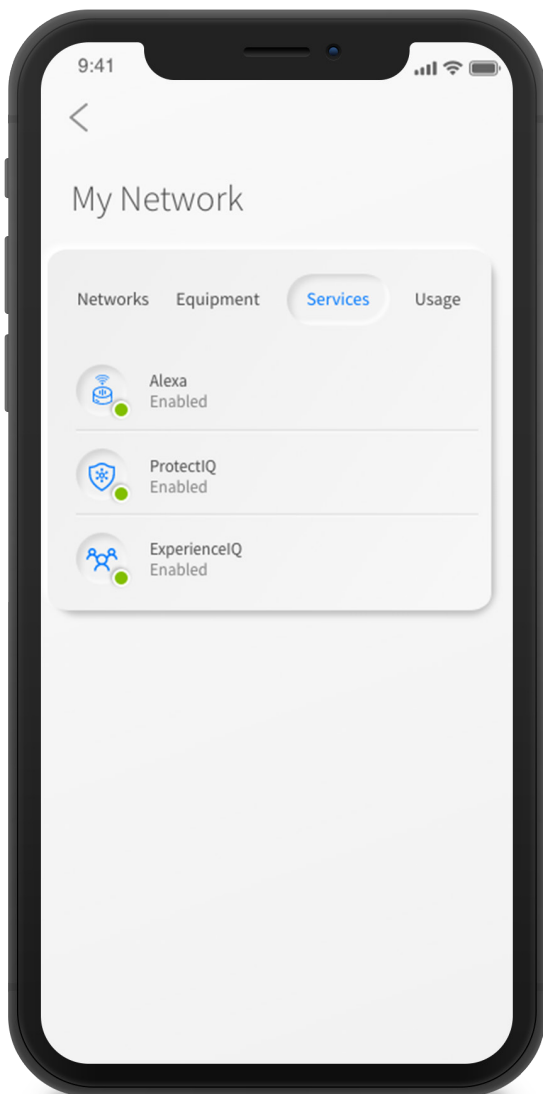 9:41
My Network
Networks Equipment Services Usage
Alexa
Enabled
ProtectIQ
Enabled
ExperienceIQ
Enabled